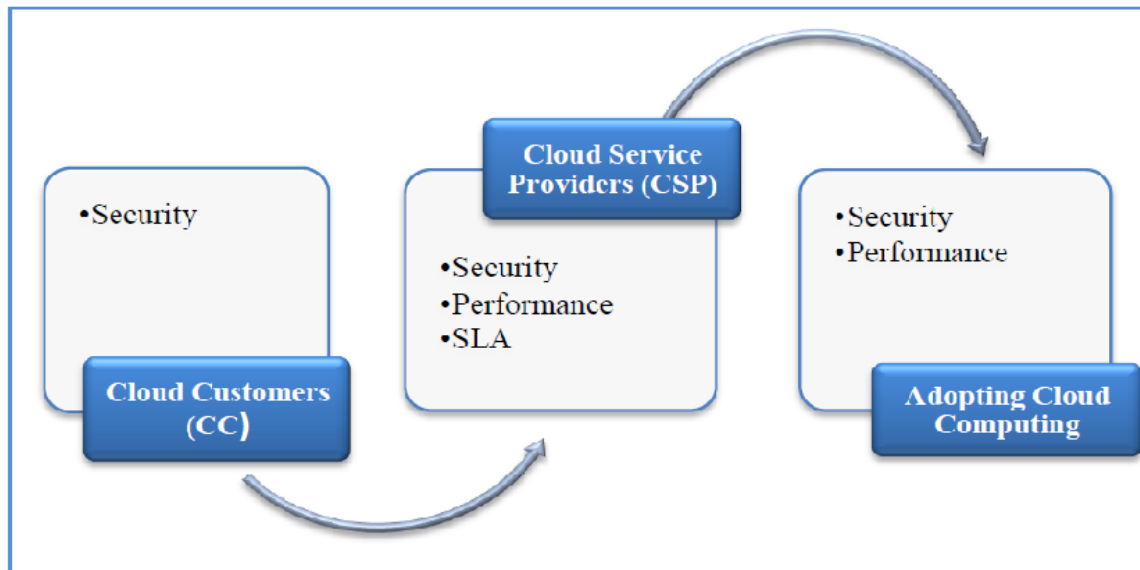 •Security
Cloud Customers
(CC)
Cloud Service
Providers (CSP)
•Security
•Performance
•SLA
•Security
•Performance
Adopting Cloud
Computing